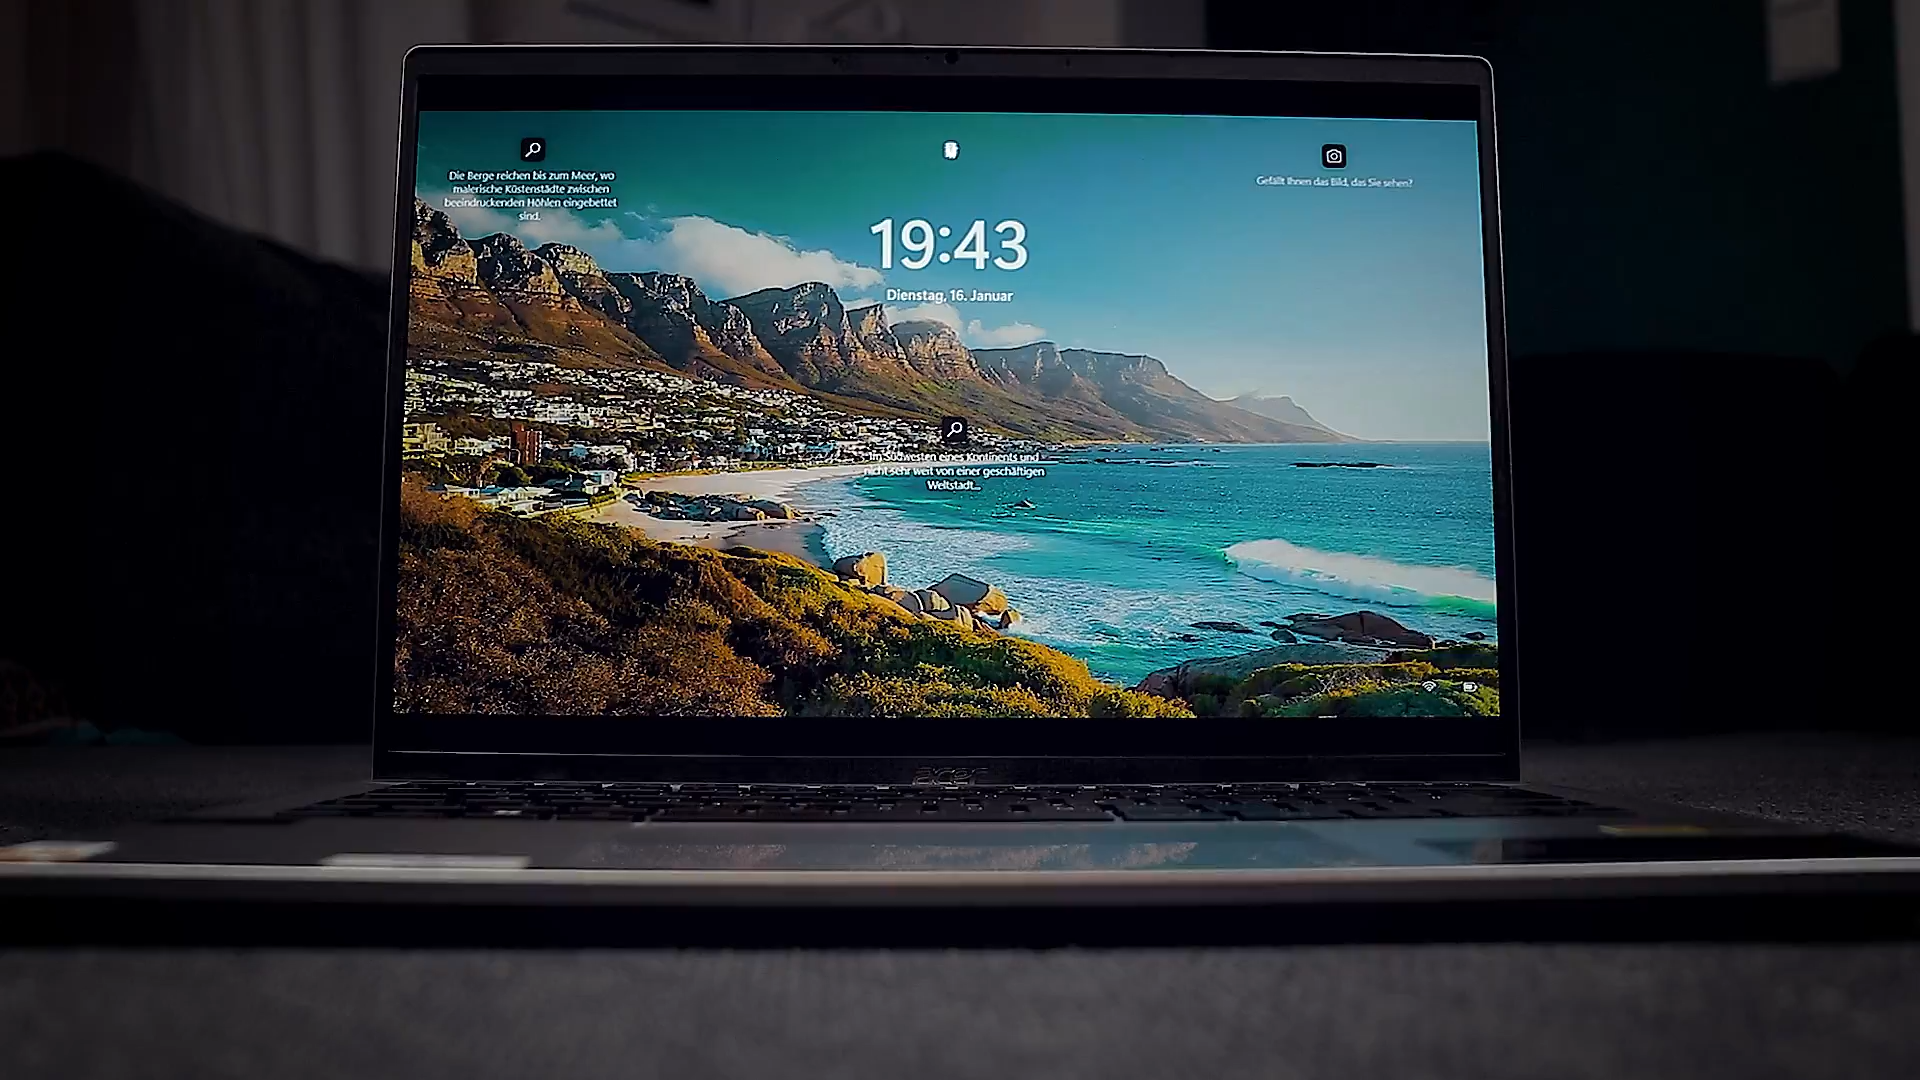 Die Berge reichen bis zum Meer, wo
malerische Küstenstädte zwischen
beeindruckenden Höhlen eingebettet
sind.
Gefällt Ihnen das Bild, das Sie sehen?
19:43
Dienstag, 16. Januar
Im Südwesten eines Kontinents und
nicht sehr weit von einer geschäftigen
Weltstadt...
acer